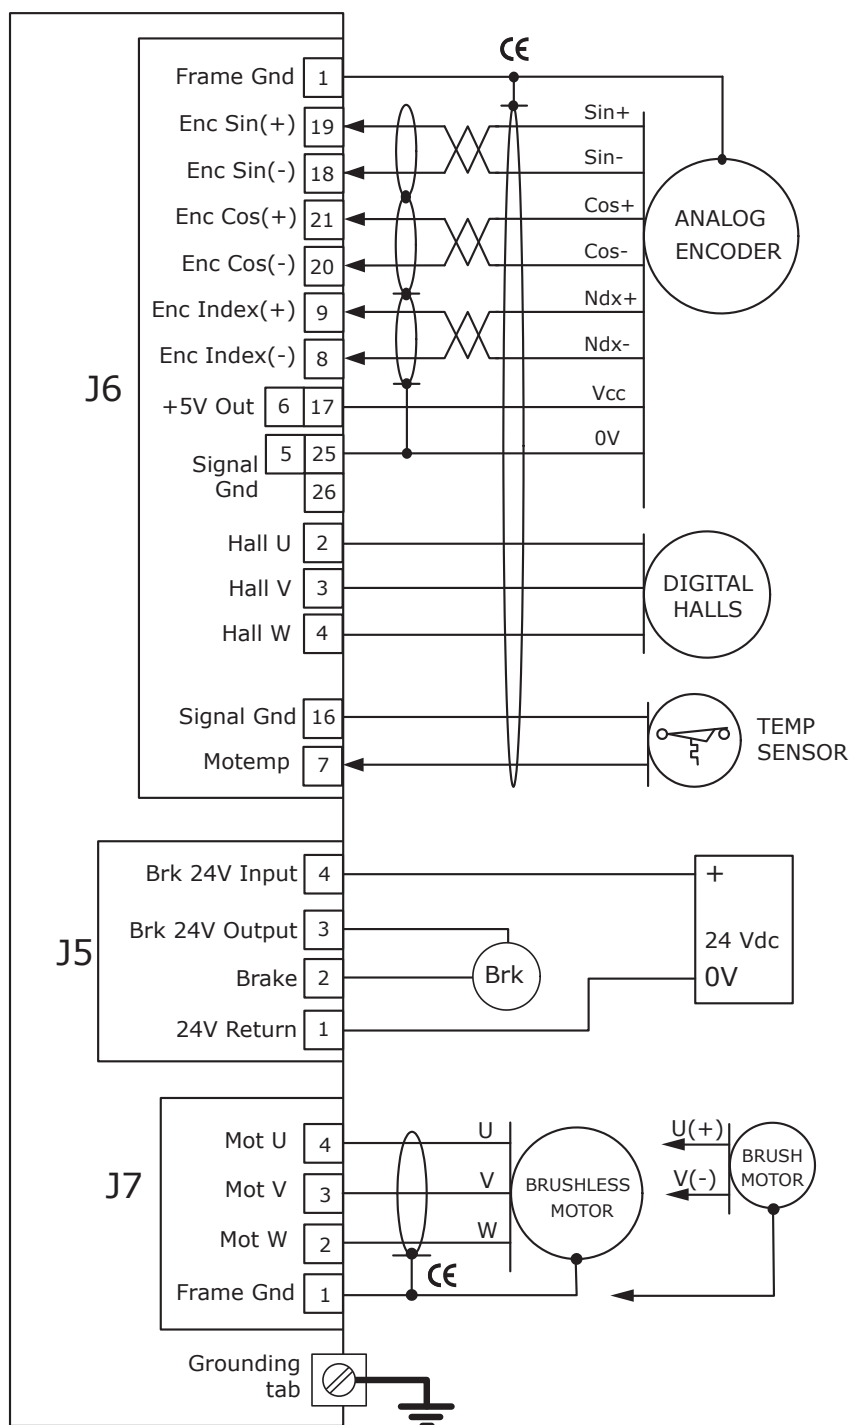 CE
Frame Gnd 1
Enc Sin(+) 19 Sin+
Enc Sin(-) 18 Sin-
Enc Cos(+) 21 Cos+
Enc Cos(-) 20 Cos-
Enc Index(+) 9 Ndx+
Enc Index(-) 8 Ndx-
ANALOG
ENCODER
J6
+5V Out 6 17 Vcc
5 25 0V
Signal
Gnd 26
Hall U 2
Hall V 3
Hall W 4
DIGITAL
HALLS
Signal Gnd 16
Motemp 7
TEMP
SENSOR
J5
Brk 24V Input 4
Brk 24V Output 3
Brake 2
24V Return 1
Brk
+
24 Vdc
0V
J7
Mot U 4 U
Mot V 3 V
Mot W 2 W
Frame Gnd 1
CE
BRUSHLESS
MOTOR
U(+)
V(-)
BRUSH
MOTOR
Grounding
tab